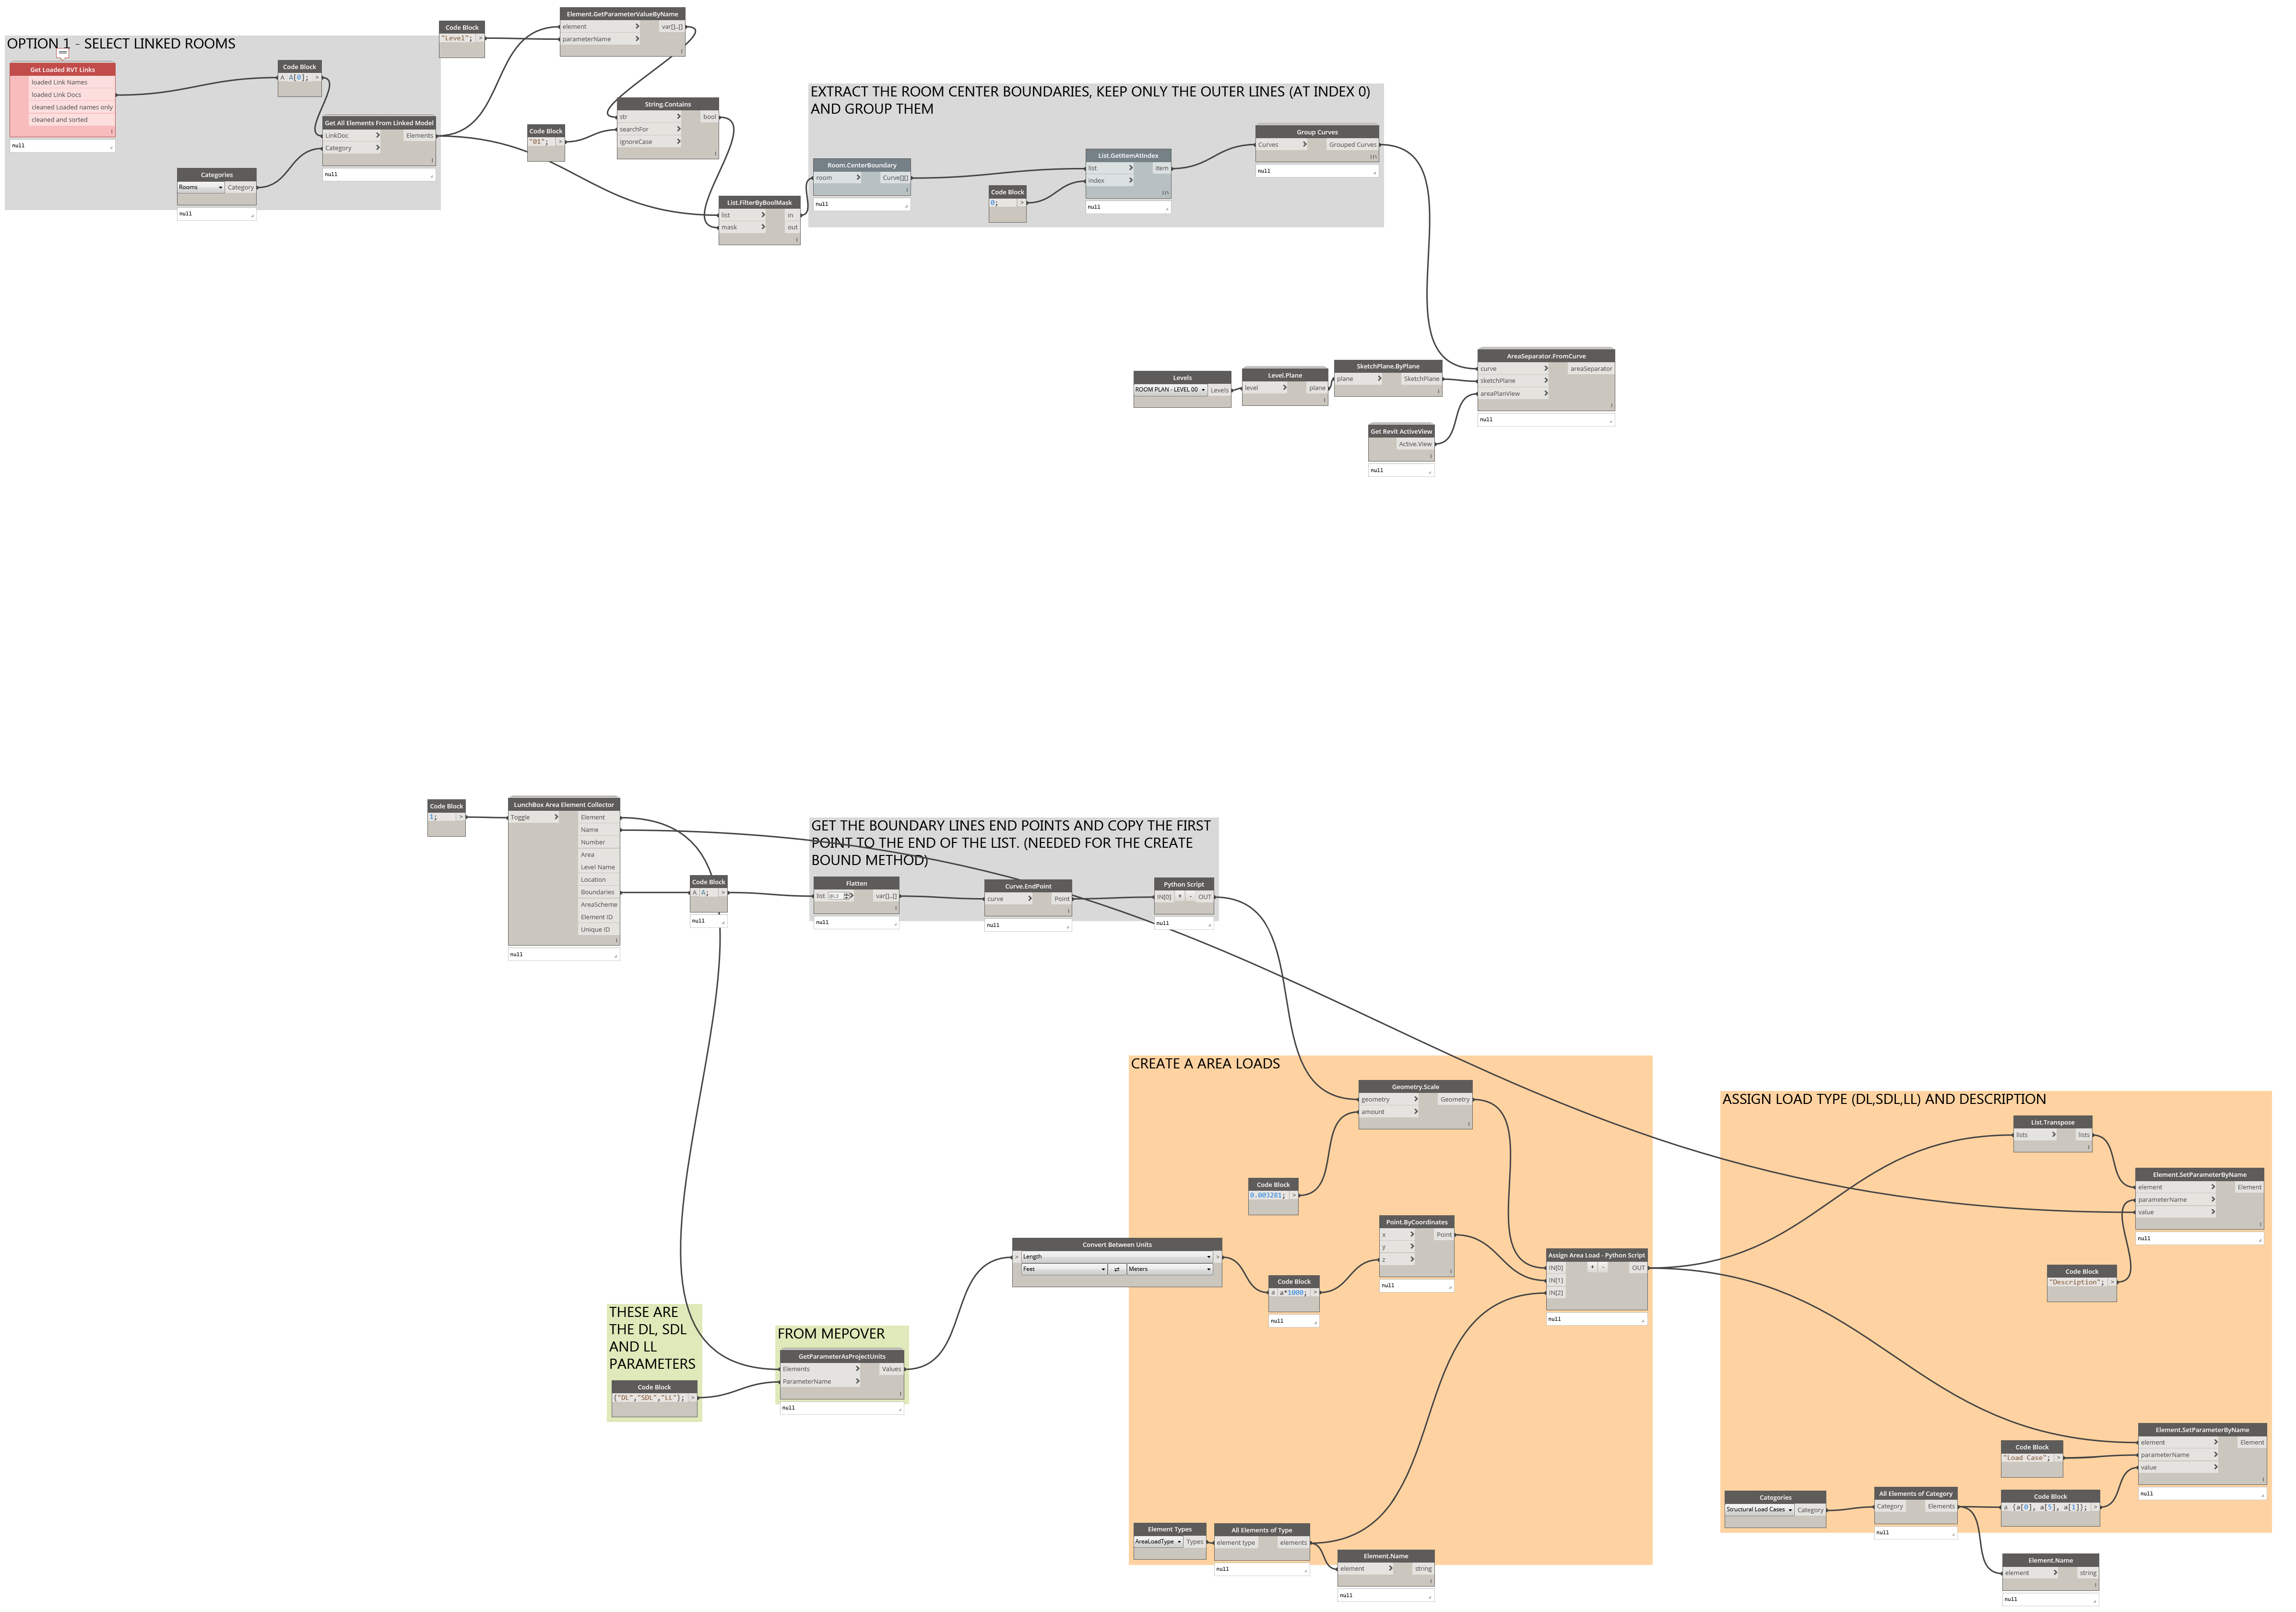 OPTION 1 - SELECT LINKED ROOMS
Get Loaded RVT Links
loaded Link Names
loaded Link Docs
cleaned Loaded names only
cleaned and sorted
null
Code Block
A A[0]; >
Get All Elements From Linked Model
LinkDoc > Elements
Category >
null
Categories
Rooms Category
null
Code Block
"Level"; >
Element.GetParameterValueByName
element > var[]..[]
parameterName >
Code Block
"01"; >
String.Contains
str > bool
searchFor >
ignoreCase >
List.FilterByBoolMask
list > in
mask > out
EXTRACT THE ROOM CENTER BOUNDARIES, KEEP ONLY THE OUTER LINES (AT INDEX 0)
AND GROUP THEM
Room.CenterBoundary
room > Curve[][]
null
Code Block
0; >
List.GetItemAtIndex
list > item
index >
null
Group Curves
Curves > Grouped Curves
null
Levels
ROOM PLAN - LEVEL 00 Levels
Level.Plane
level > plane
SketchPlane.ByPlane
plane > SketchPlane
Get Revit ActiveView
Active.View
null
AreaSeparator.FromCurve
curve > areaSeparator
sketchPlane >
areaPlanView >
null
Code Block
1; >
LunchBox Area Element Collector
Toggle > Element
Name
Number
Area
Level Name
Location
Boundaries
AreaScheme
Element ID
Unique ID
null
Code Block
A A; >
null
GET THE BOUNDARY LINES END POINTS AND COPY THE FIRST
POINT TO THE END OF THE LIST. (NEEDED FOR THE CREATE
BOUND METHOD)
Flatten
list @L3 > var[]..[]
null
Curve.EndPoint
curve > Point
null
Python Script
IN[0] + - OUT
null
THESE ARE
THE DL, SDL
AND LL
PARAMETERS
Code Block
{"DL","SDL","LL"}; >
FROM MEPOVER
GetParameterAsProjectUnits
Elements > Values
ParameterName >
null
Convert Between Units
> Length >
Feet ⇄ Meters
CREATE A AREA LOADS
Geometry.Scale
geometry > Geometry
amount >
Code Block
0.003281; >
Point.ByCoordinates
x > Point
y >
z >
null
Code Block
a a*1000; >
null
Assign Area Load - Python Script
IN[0] + - OUT
IN[1]
IN[2]
null
Element Types
AreaLoadType Types
All Elements of Type
element type elements
null
Element.Name
element > string
null
ASSIGN LOAD TYPE (DL,SDL,LL) AND DESCRIPTION
List.Transpose
lists > lists
Element.SetParameterByName
element > Element
parameterName >
value >
null
Code Block
"Description"; >
Element.SetParameterByName
element > Element
parameterName >
value >
null
Code Block
"Load Case"; >
Categories
Structural Load Cases Category
All Elements of Category
Category Elements
null
Code Block
a {a[0], a[5], a[1]}; >
Element.Name
element > string
null